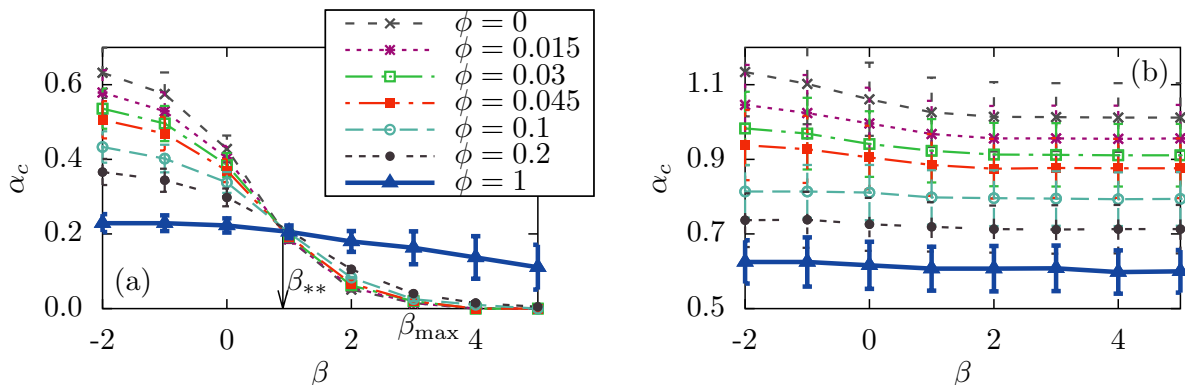 ϕ = 0
ϕ = 0.015
ϕ = 0.03
ϕ = 0.045
ϕ = 0.1
ϕ = 0.2
ϕ = 1
0.6
0.4
0.2
0.0
α_c
(a)
β_**
β_max
-2 0 2 4
β
(b)
1.1
0.9
0.7
0.5
α_c
-2 0 2 4
β